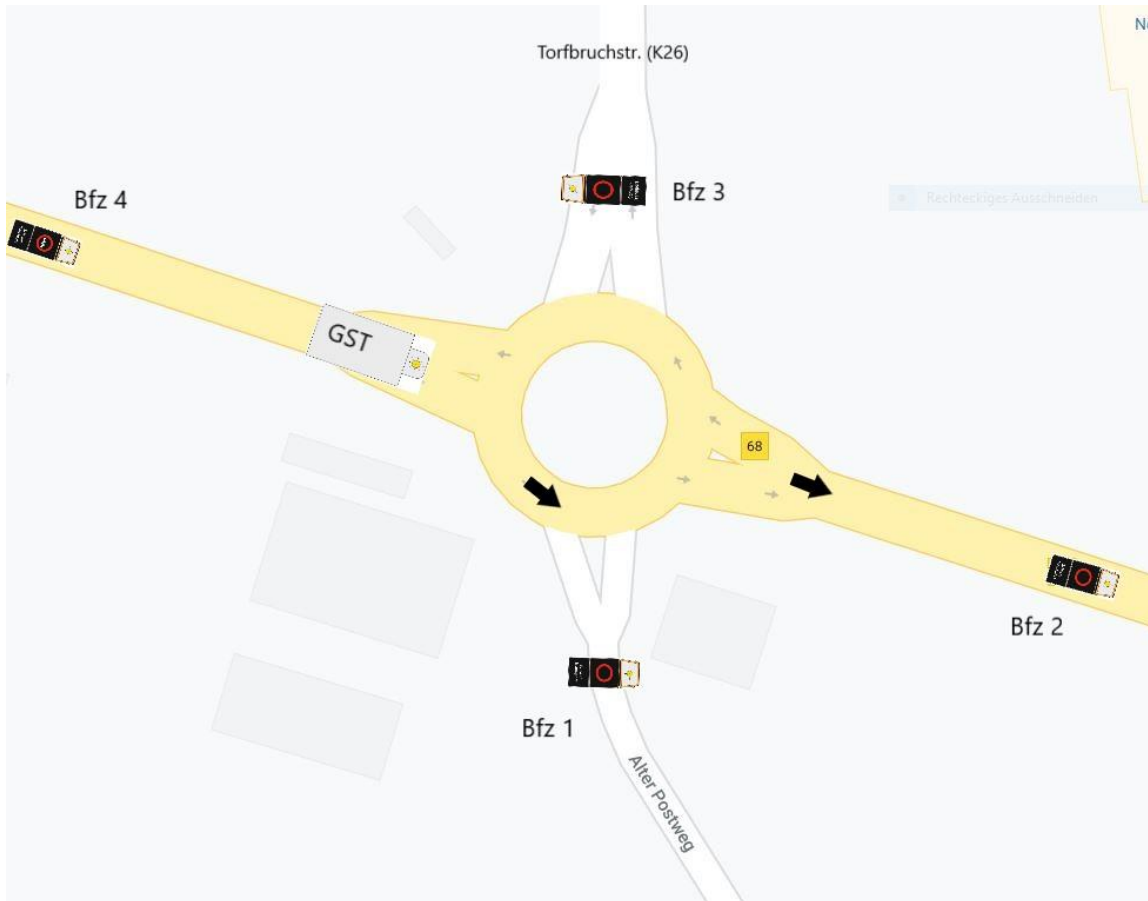 Torfbruchstr. (K26)
Bfz 4
Bfz 3
Rechteckiges Ausschneiden
GST
68
Bfz 2
Bfz 1
Alter Postweg